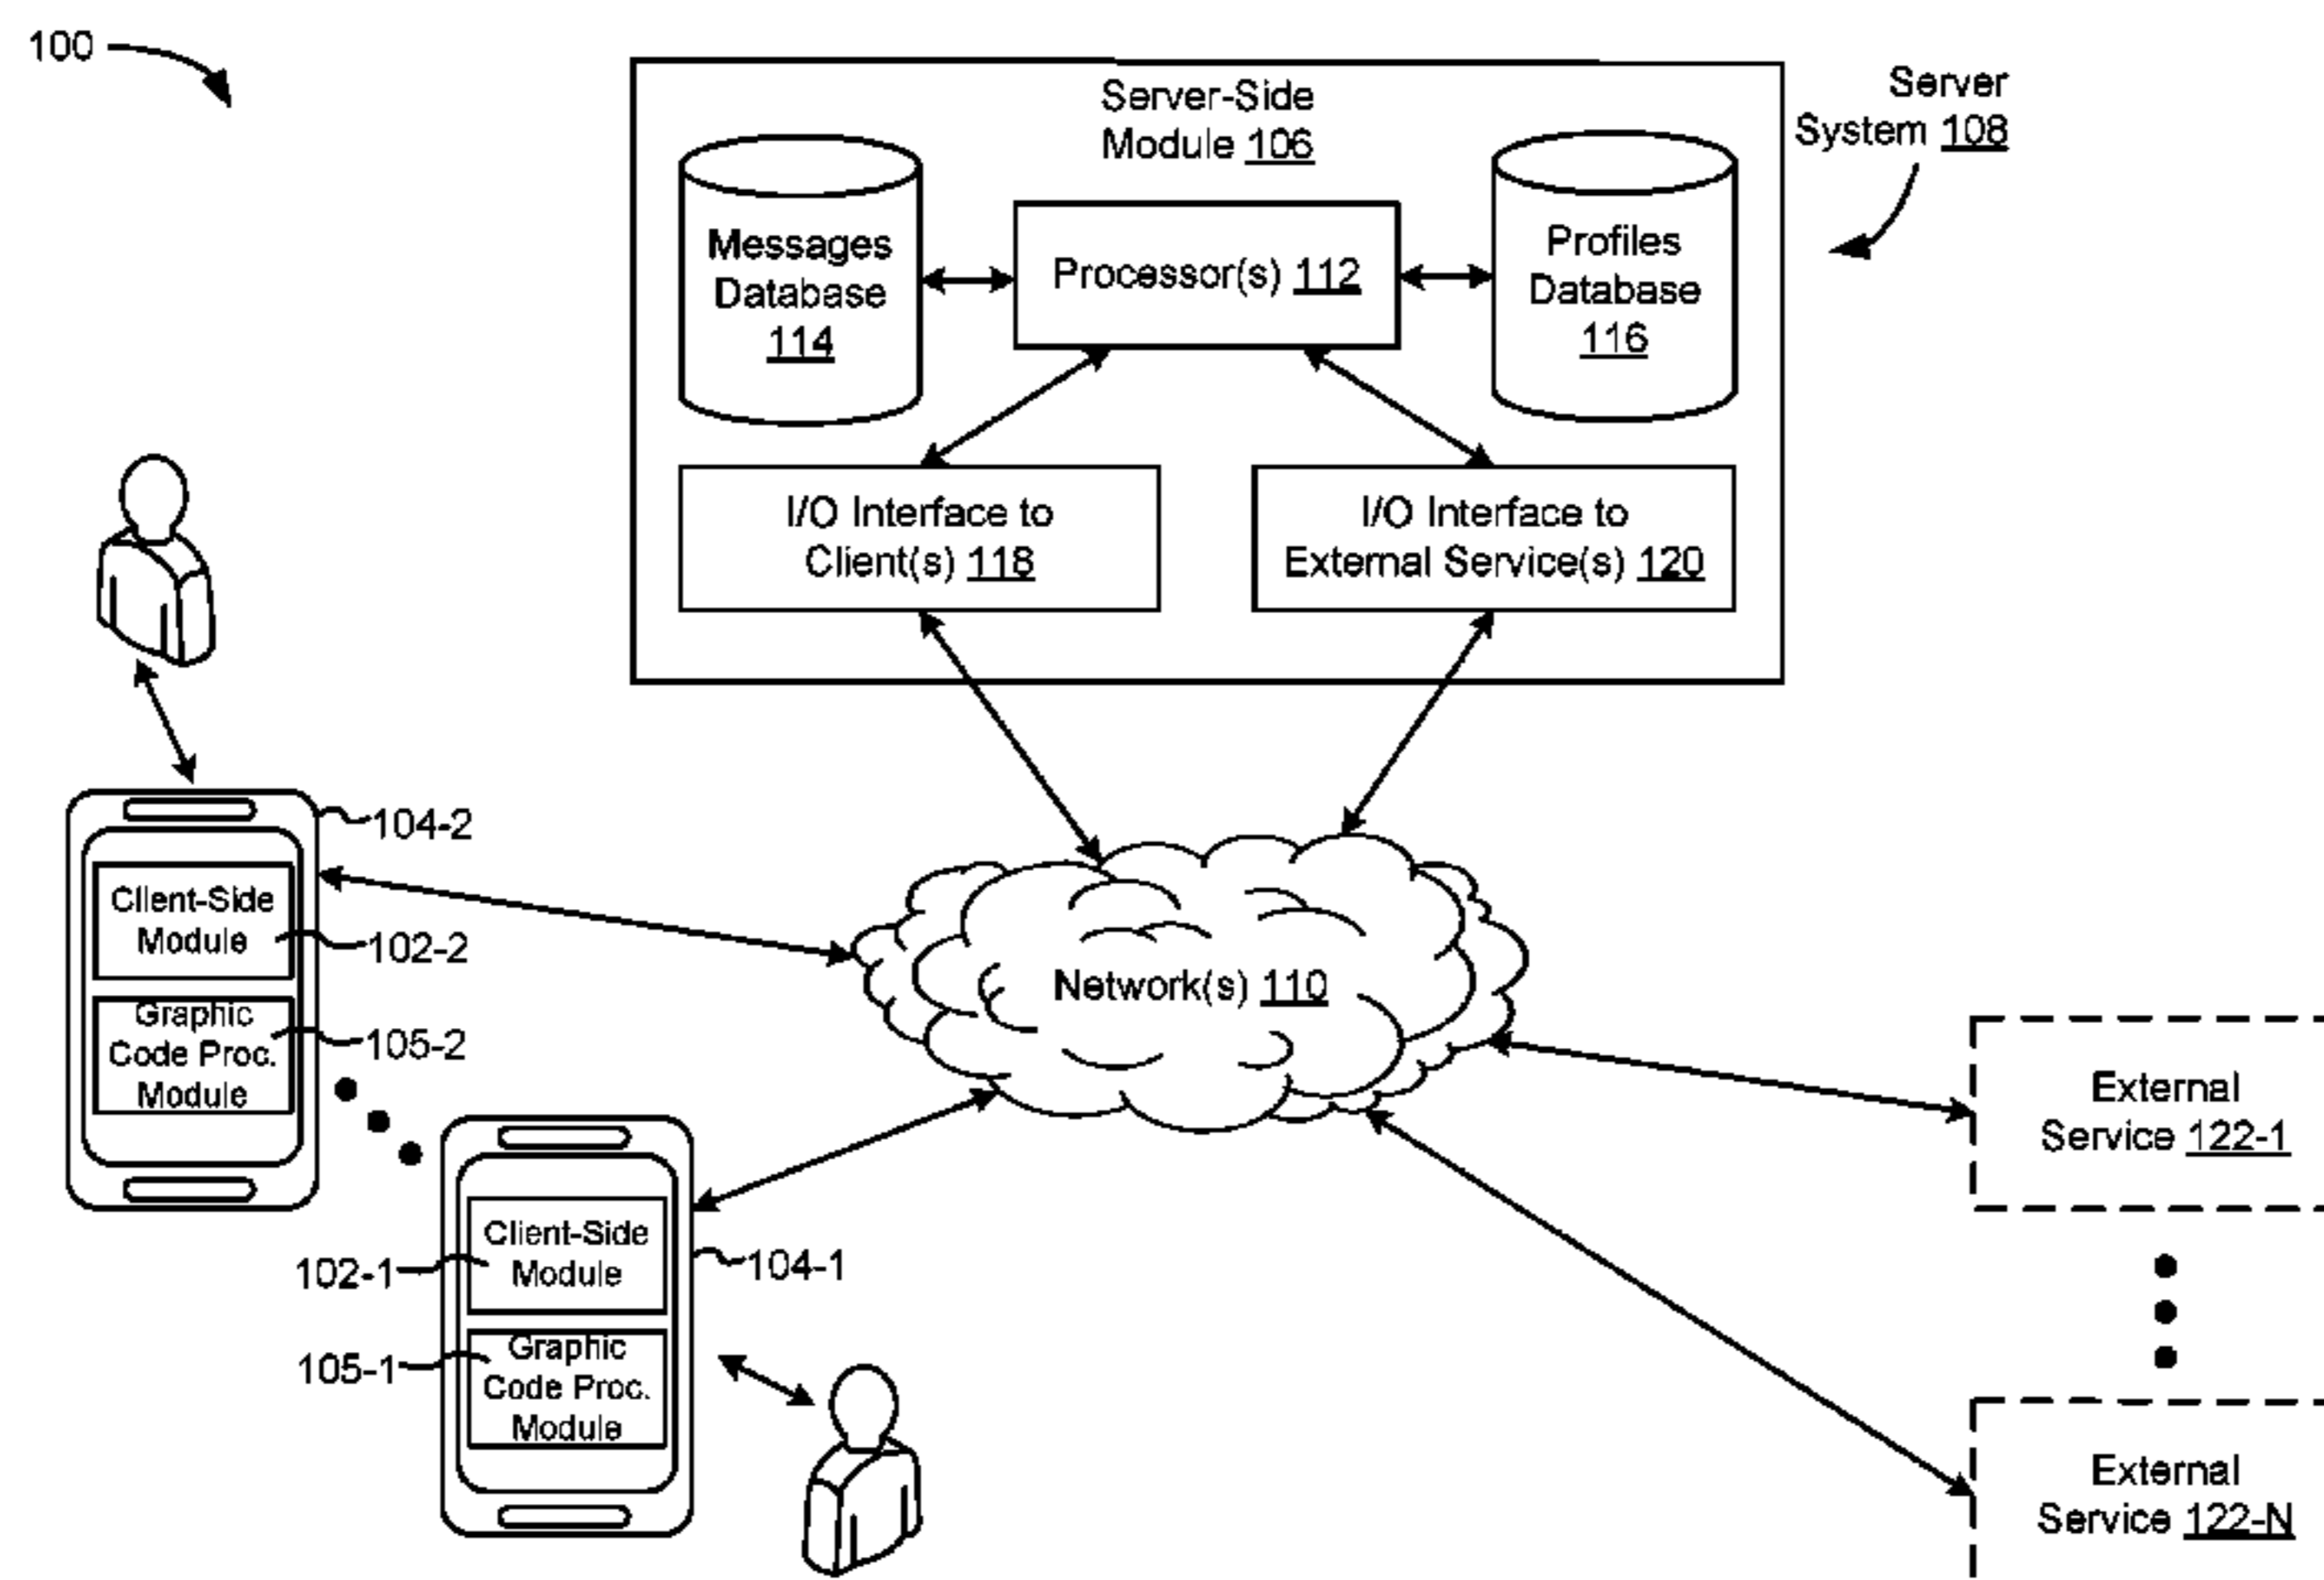 100
Server-Side
Module 106
Server
System 108
Messages
Database
114
Processor(s) 112
Profiles
Database
116
I/O Interface to
Client(s) 118
I/O Interface to
External Service(s) 120
104-2
Client-Side
Module
102-2
Graphic
Code Proc.
Module
105-2
Network(s) 110
External
Service 122-1
Client-Side
Module
102-1
104-1
Graphic
Code Proc.
Module
105-1
External
Service 122-N